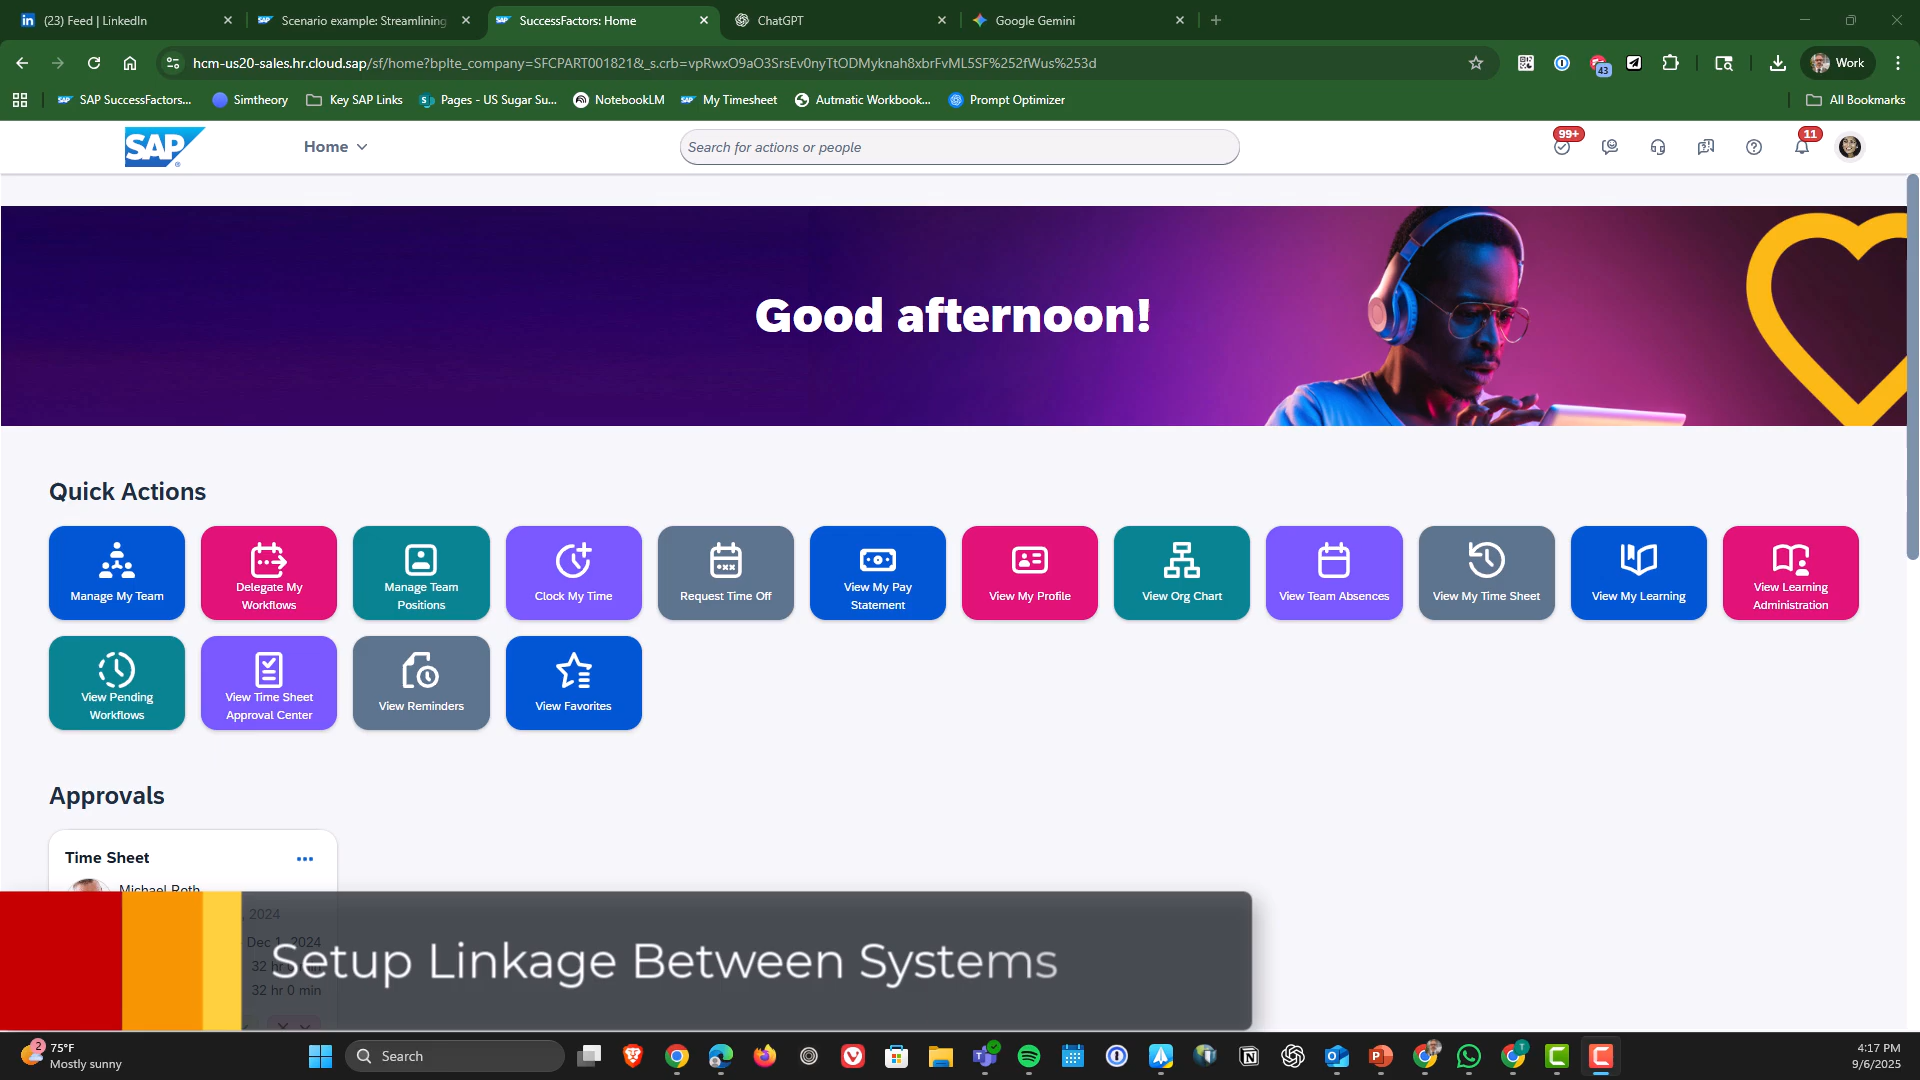 (23) Feed | LinkedIn
Scenario example: Streamlining
SuccessFactors: Home
ChatGPT
Google Gemini
hcm-us20-sales.hr.cloud.sap/sf/home?bplte_company=SFCPART001821&_s.crb=vpRwxO9aO3SrsEv0nyTtODMyknah8xbrFvML5SF%252fWus%253d
43
Work
SAP SuccessFactors...
Simtheory
Key SAP Links
Pages - US Sugar Su...
NotebookLM
My Timesheet
Autmatic Workbook...
Prompt Optimizer
All Bookmarks
SAP
Home
Search for actions or people
99+
11
Good afternoon!
Quick Actions
Manage My Team
Delegate My
Workflows
Manage Team
Positions
Clock My Time
Request Time Off
View My Pay
Statement
View My Profile
View Org Chart
View Team Absences
View My Time Sheet
View My Learning
View Learning
Administration
View Pending
Workflows
View Time Sheet
Approval Center
View Reminders
View Favorites
Approvals
Time Sheet
Michael Roth
, 2024
- Dec 1, 2024
32 hr 0 min
32 hr 0 min
Setup Linkage Between Systems
2
75°F
Mostly sunny
Search
4:17 PM
9/6/2025